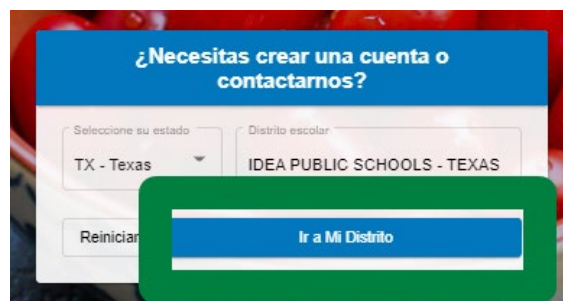 ¿Necesitas crear una cuenta o
contactarnos?
Seleccione su estado
Distrito escolar
TX - Texas
IDEA PUBLIC SCHOOLS - TEXAS
Reiniciar
Ir a Mi Distrito